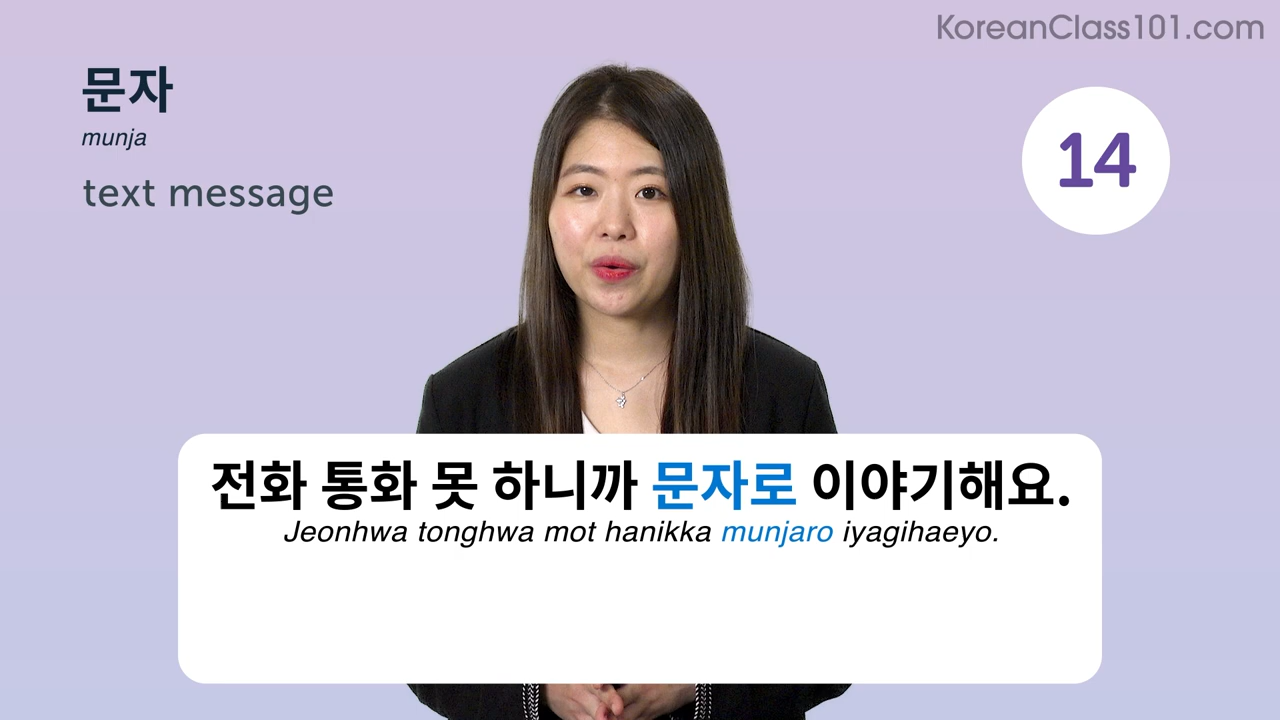 KoreanClass101.com
문자
munja
text message
14
전화 통화 못 하니까 문자로 이야기해요.
Jeonhwa tonghwa mot hanikka munjaro iyagihaeyo.